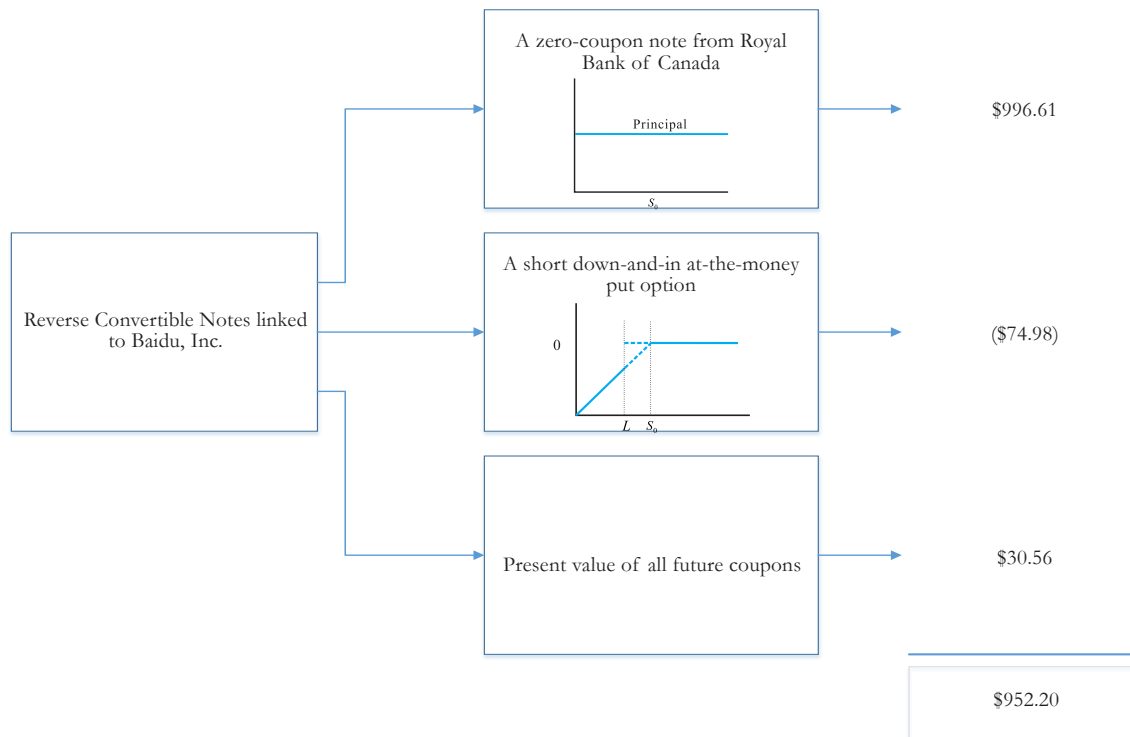 A zero-coupon note from Royal
Bank of Canada
Principal
S₀
$996.61
Reverse Convertible Notes linked
to Baidu, Inc.
A short down-and-in at-the-money
put option
0
L S₀
($74.98)
Present value of all future coupons
$30.56
$952.20